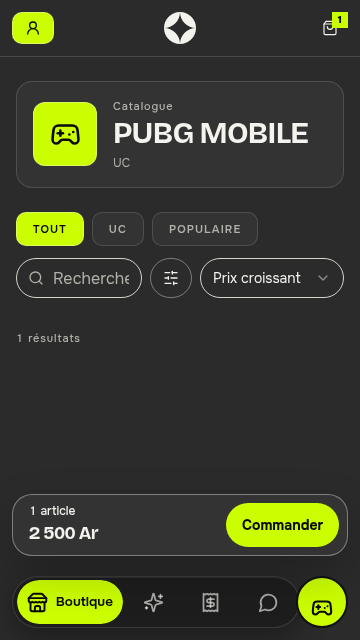 1
Catalogue
PUBG MOBILE
UC
TOUT
UC
POPULAIRE
Recherche
Prix croissant
1 résultats
1 article
2 500 Ar
Commander
Boutique